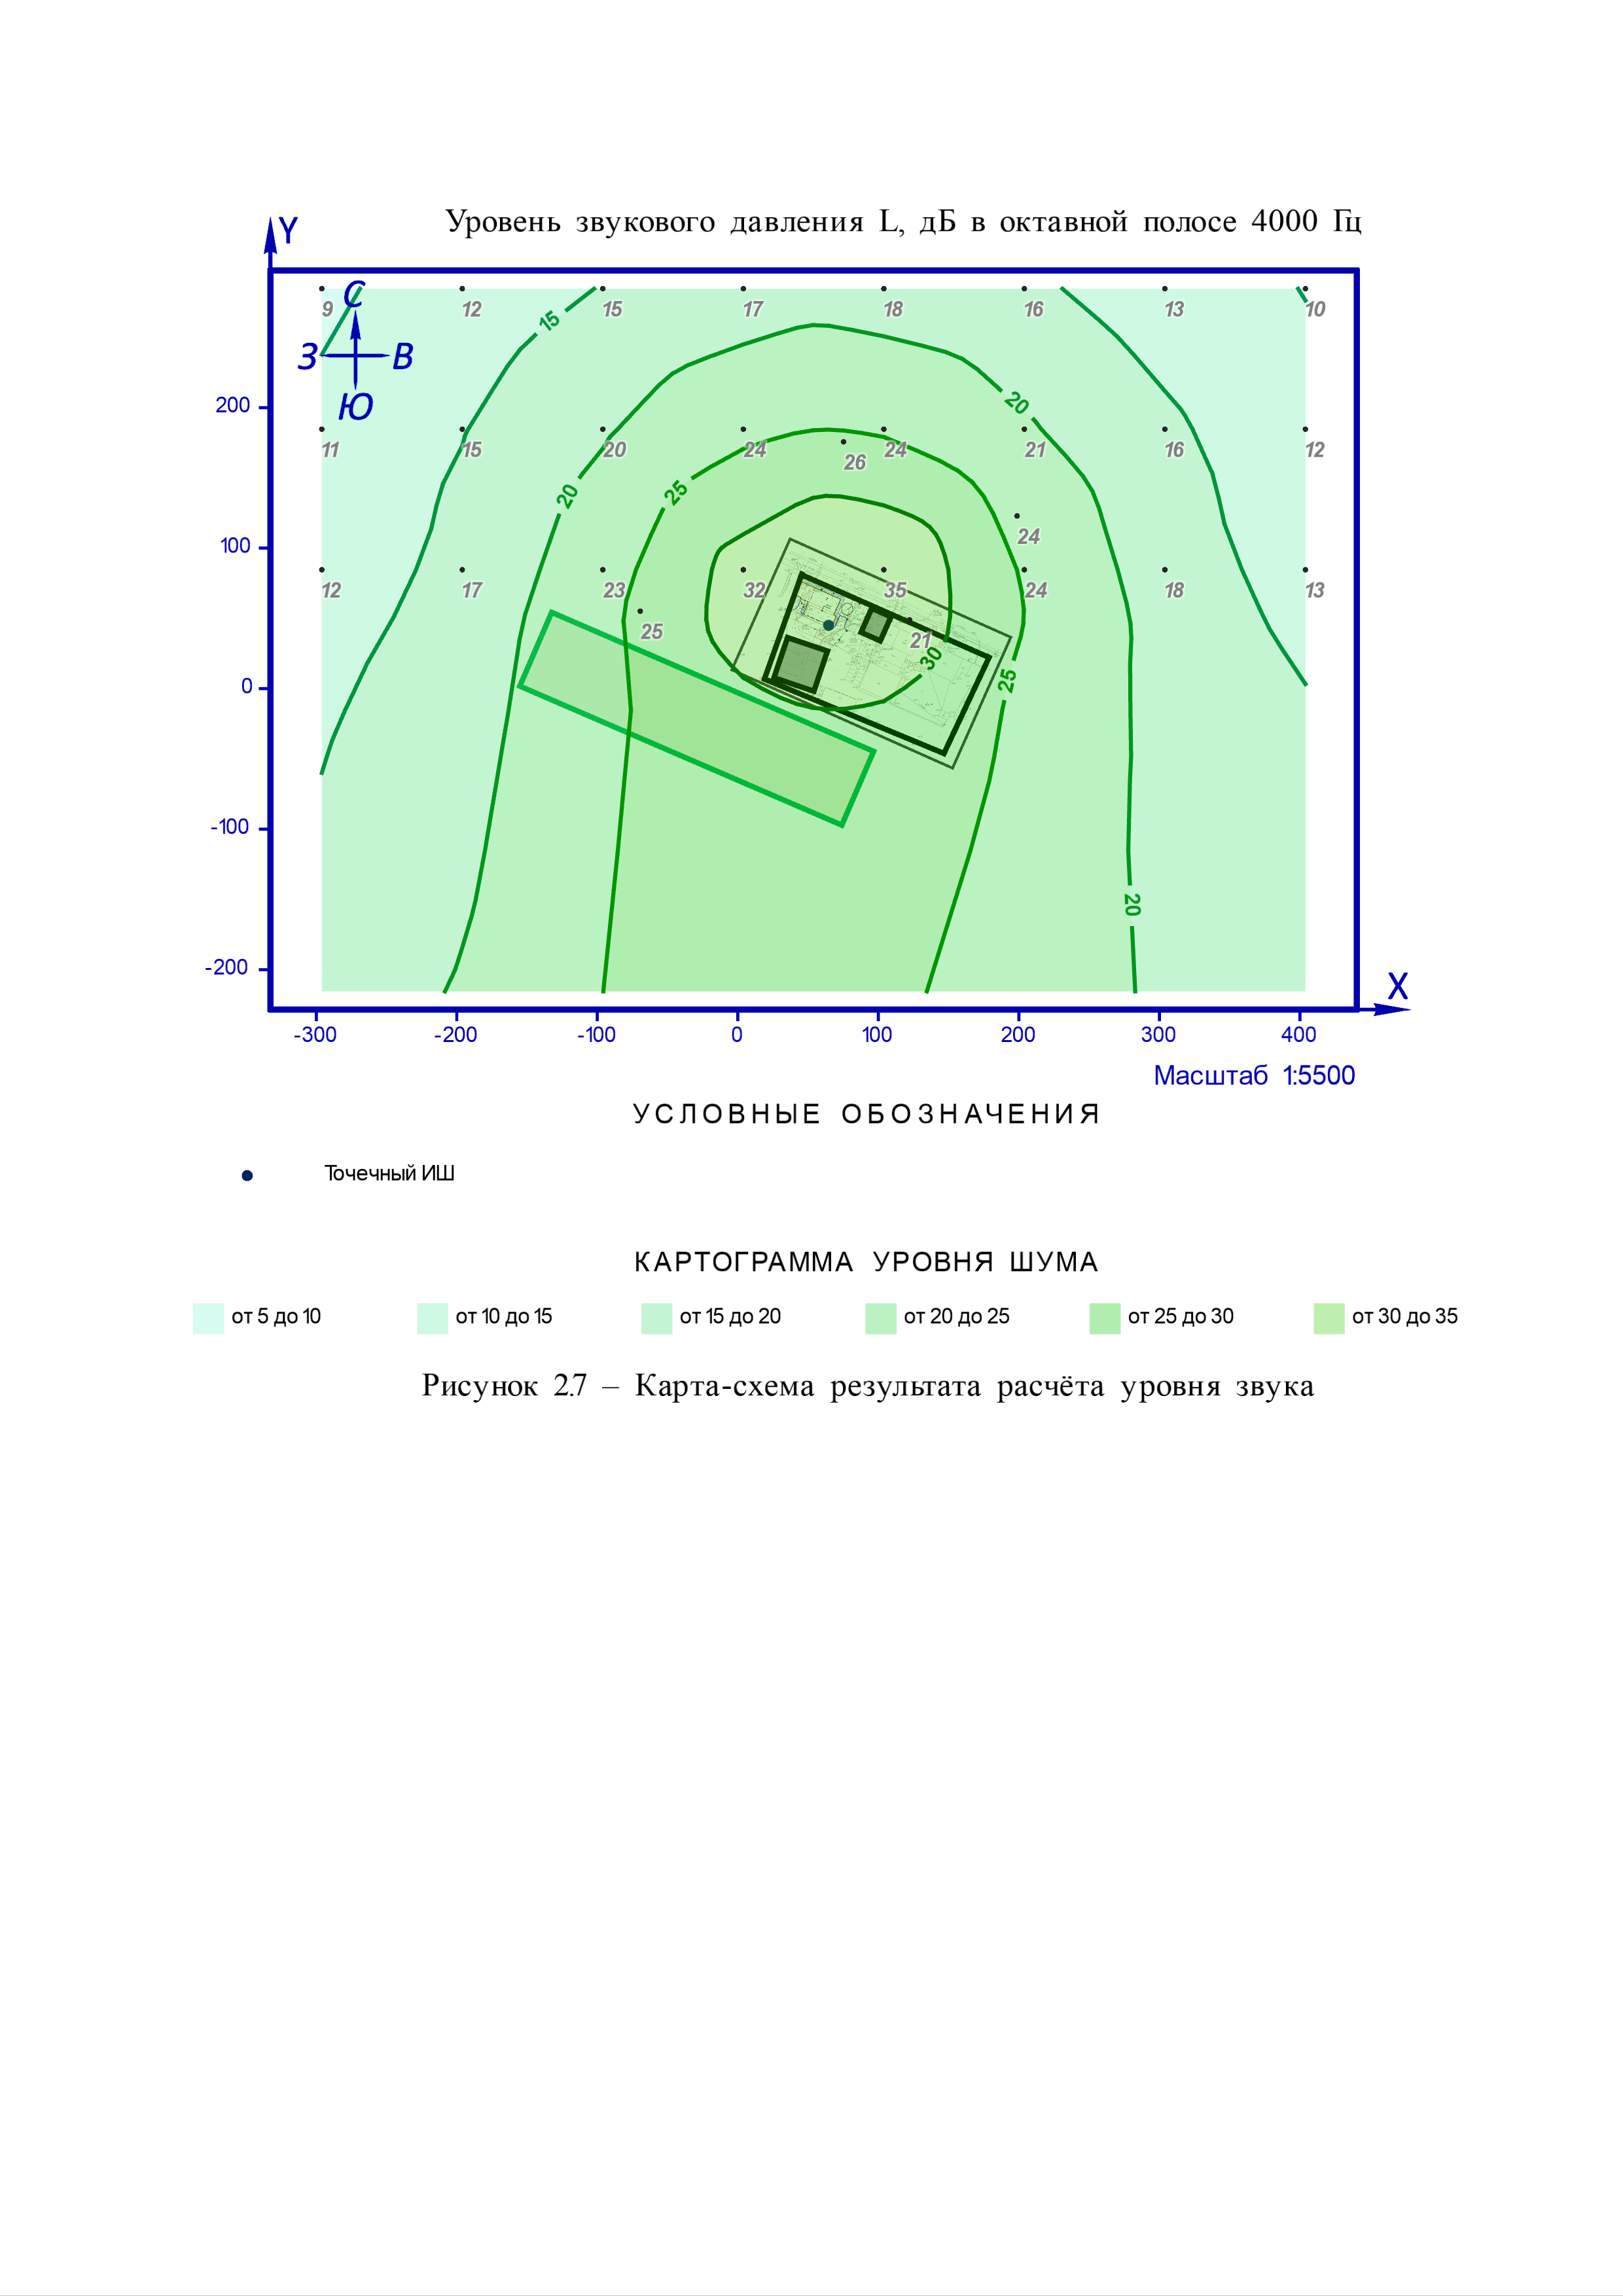 Уровень звукового давления L, дБ в октавной полосе 4000 Гц
Y
С
З В
Ю
9 12 15 17 18 16 13 10
15
200
20
11 15 20 24 26 24 21 16 12
20 25
24
100
12 17 23 32 35 24 18 13
25 21
30
25
0
-100
20
-200
X
-300 -200 -100 0 100 200 300 400
Масштаб 1:5500
УСЛОВНЫЕ ОБОЗНАЧЕНИЯ
Точечный ИШ
КАРТОГРАММА УРОВНЯ ШУМА
от 5 до 10 от 10 до 15 от 15 до 20 от 20 до 25 от 25 до 30 от 30 до 35
Рисунок 2.7 – Карта-схема результата расчёта уровня звука